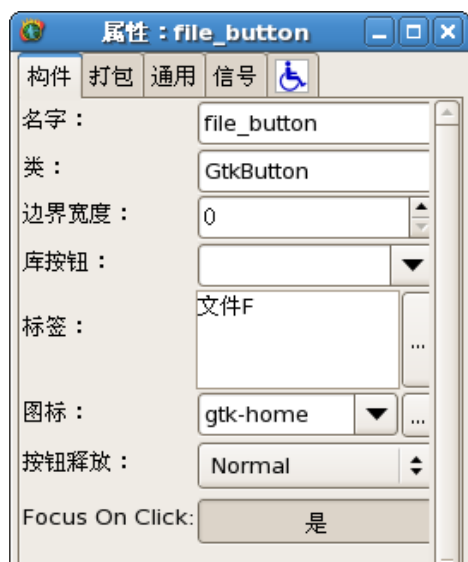 属性：file_button
构件 打包 通用 信号
名字： file_button
类： GtkButton
边界宽度： 0
库按钮：
标签： 文件F ...
图标： gtk-home ...
按钮释放： Normal
Focus On Click: 是